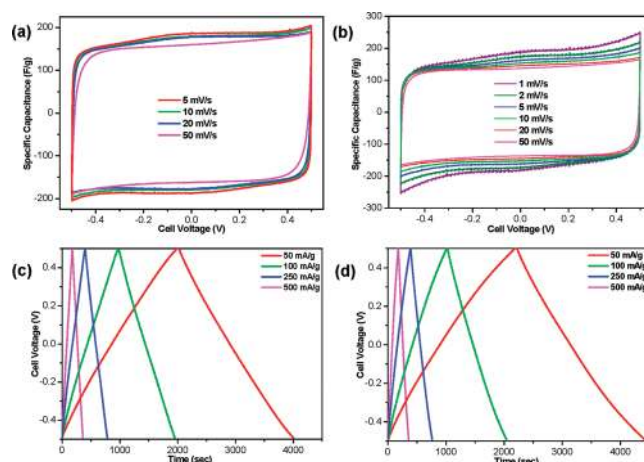 (a)
Specific Capacitance (F/g)
200
100
0
-100
-200
5 mV/s
10 mV/s
20 mV/s
50 mV/s
-0.4 -0.2 0.0 0.2 0.4
Cell Voltage (V)
(b)
Specific Capacitance (F/g)
300
200
100
0
-100
-200
-300
1 mV/s
2 mV/s
5 mV/s
10 mV/s
20 mV/s
50 mV/s
-0.4 -0.2 0.0 0.2 0.4
Cell Voltage (V)
(c)
Cell Voltage (V)
0.4
0.2
0.0
-0.2
-0.4
50 mA/g
100 mA/g
250 mA/g
500 mA/g
0 1000 2000 3000 4000
Time (sec)
(d)
Cell Voltage (V)
0.4
0.2
0.0
-0.2
-0.4
50 mA/g
100 mA/g
250 mA/g
500 mA/g
0 1000 2000 3000 4000
Time (sec)